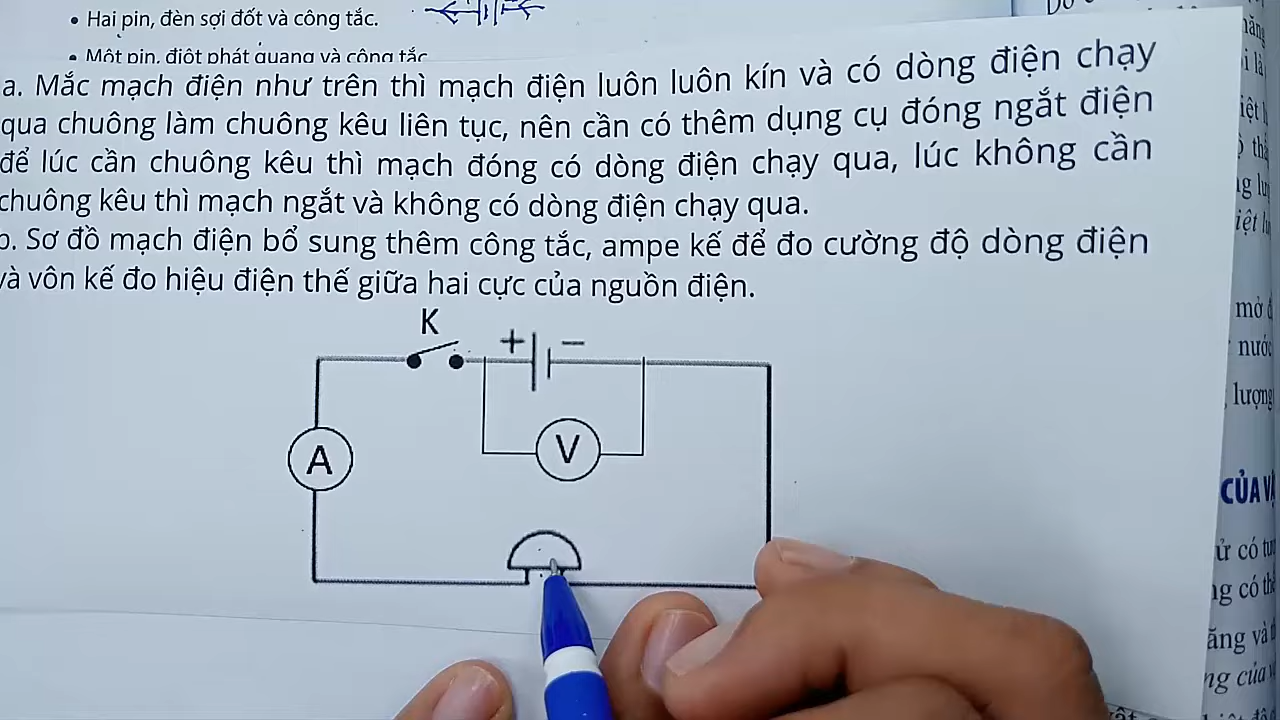 • Hai pin, đèn sợi đốt và công tắc.
• Một pin, điôt phát quang và công tắc
a. Mắc mạch điện như trên thì mạch điện luôn luôn kín và có dòng điện chạy
qua chuông làm chuông kêu liên tục, nên cần có thêm dụng cụ đóng ngắt điện
để lúc cần chuông kêu thì mạch đóng có dòng điện chạy qua, lúc không cần
chuông kêu thì mạch ngắt và không có dòng điện chạy qua.
b. Sơ đồ mạch điện bổ sung thêm công tắc, ampe kế để đo cường độ dòng điện
và vôn kế đo hiệu điện thế giữa hai cực của nguồn điện.
K
+ −
A
V
mở
nước
lượng
CỦA
có
có